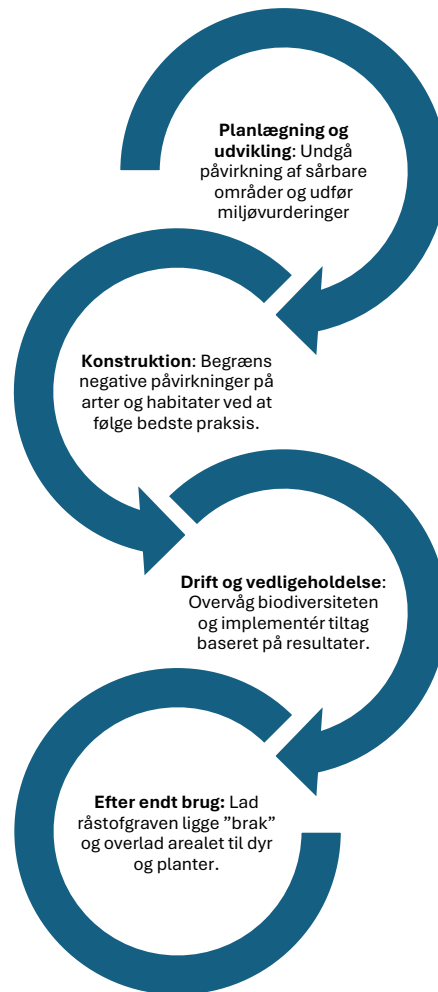 Planlægning og
udvikling: Undgå
påvirkning af sårbare
områder og udfør
miljøvurderinger
Konstruktion: Begræns
negative påvirkninger på
arter og habitater ved at
følge bedste praksis.
Drift og vedligeholdelse:
Overvåg biodiversiteten
og implementér tiltag
baseret på resultater.
Efter endt brug: Lad
råstofgraven ligge ”brak”
og overlad arealet til dyr
og planter.